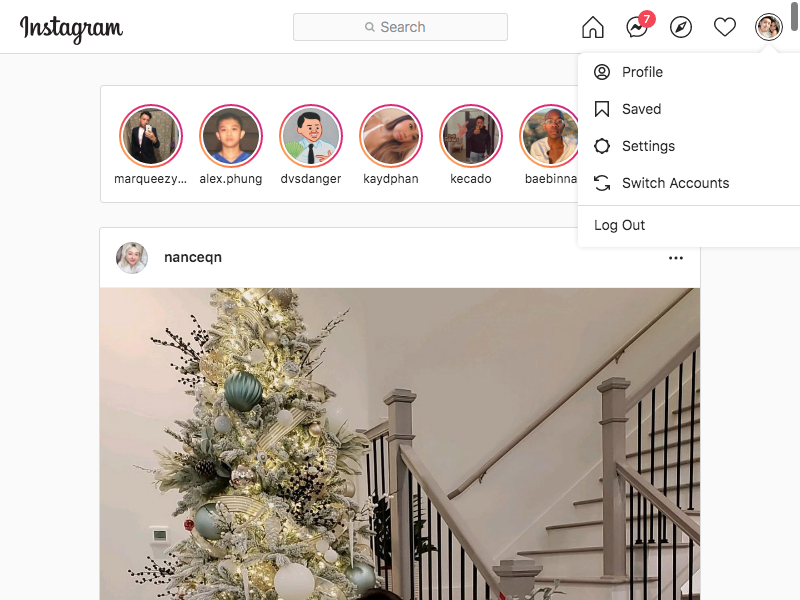 Instagram
Search
7
Profile
Saved
Settings
Switch Accounts
Log Out
marqueezy...
alex.phung
dvsdanger
kaydphan
kecado
baebinna
nanceqn